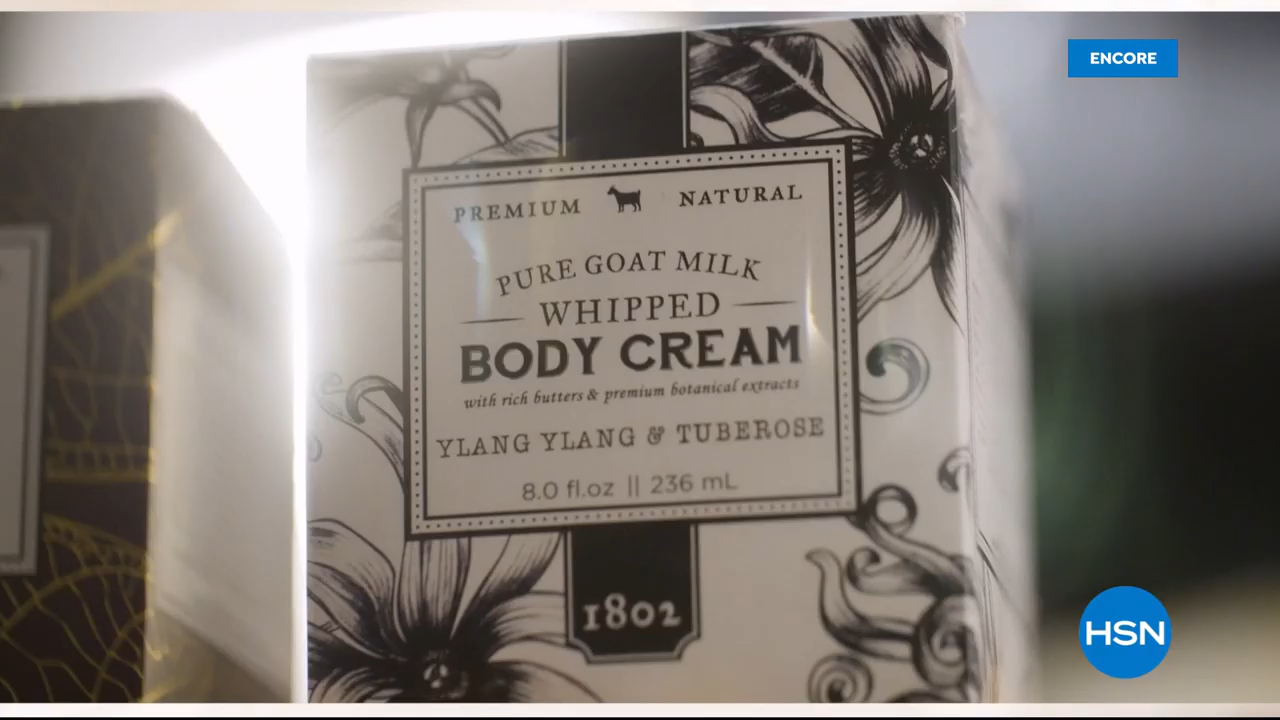 ENCORE
PREMIUM NATURAL
PURE GOAT MILK
WHIPPED
BODY CREAM
with rich butters & premium botanical extracts
YLANG YLANG & TUBEROSE
8.0 fl.oz || 236 mL
1802
HSN